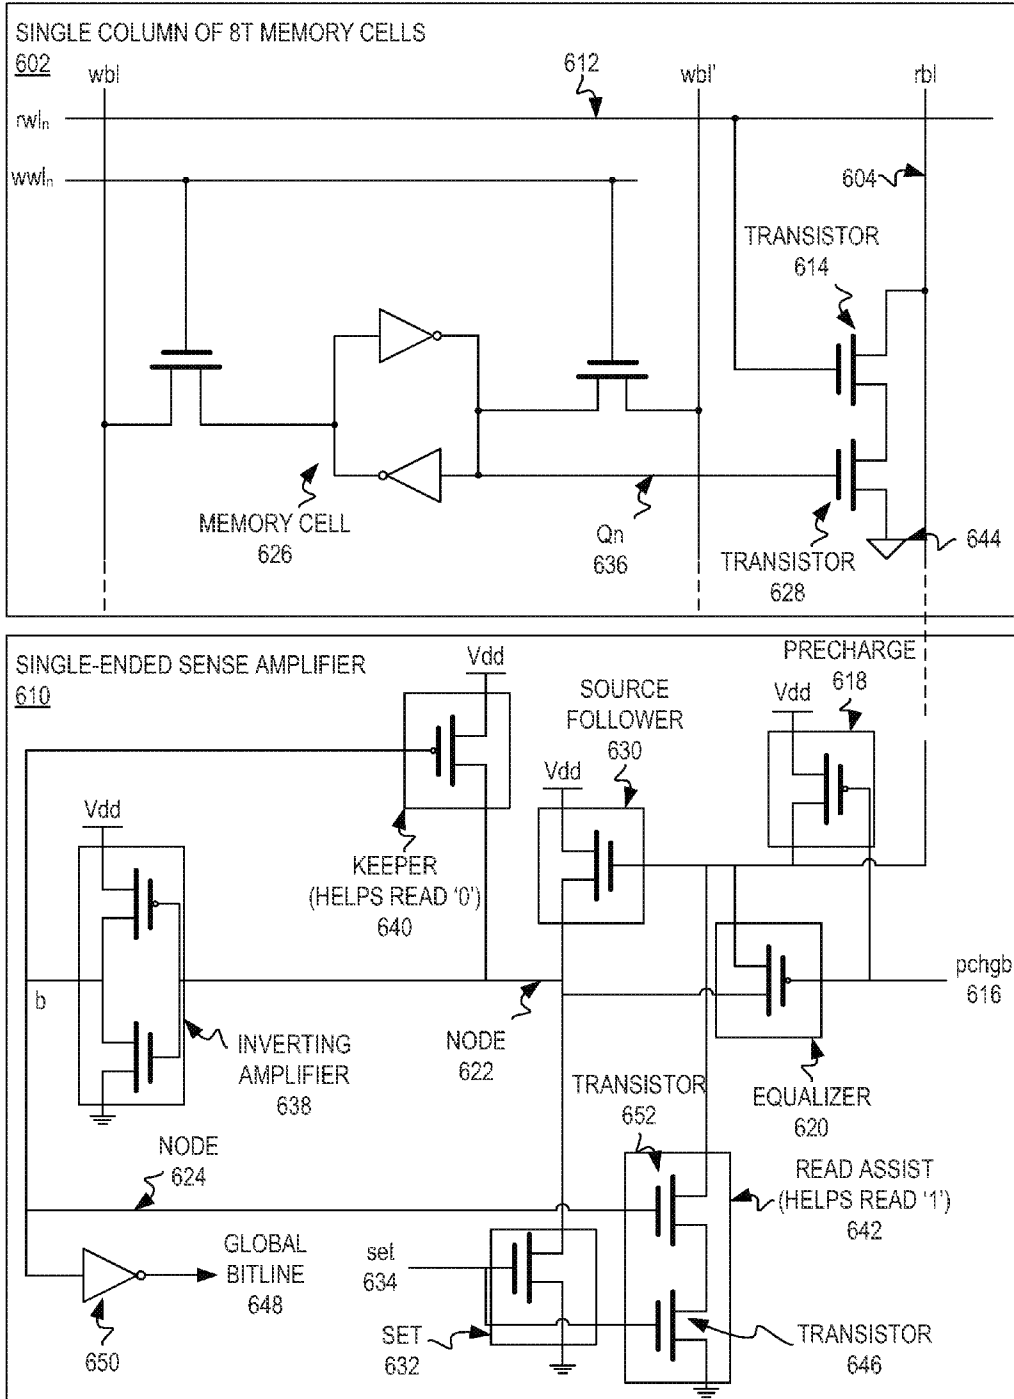 SINGLE COLUMN OF 8T MEMORY CELLS
602
wbl
612
wbl'
rbl
rwln
wwln
604
TRANSISTOR
614
MEMORY CELL
626
Qn
636
TRANSISTOR
628
644
SINGLE-ENDED SENSE AMPLIFIER
610
Vdd
SOURCE
FOLLOWER
630
PRECHARGE
618
Vdd
Vdd
Vdd
KEEPER
(HELPS READ '0')
640
b
INVERTING
AMPLIFIER
638
NODE
622
pchgb
616
TRANSISTOR
652
EQUALIZER
620
NODE
624
READ ASSIST
(HELPS READ '1')
642
GLOBAL
BITLINE
648
set
634
SET
632
TRANSISTOR
646
650